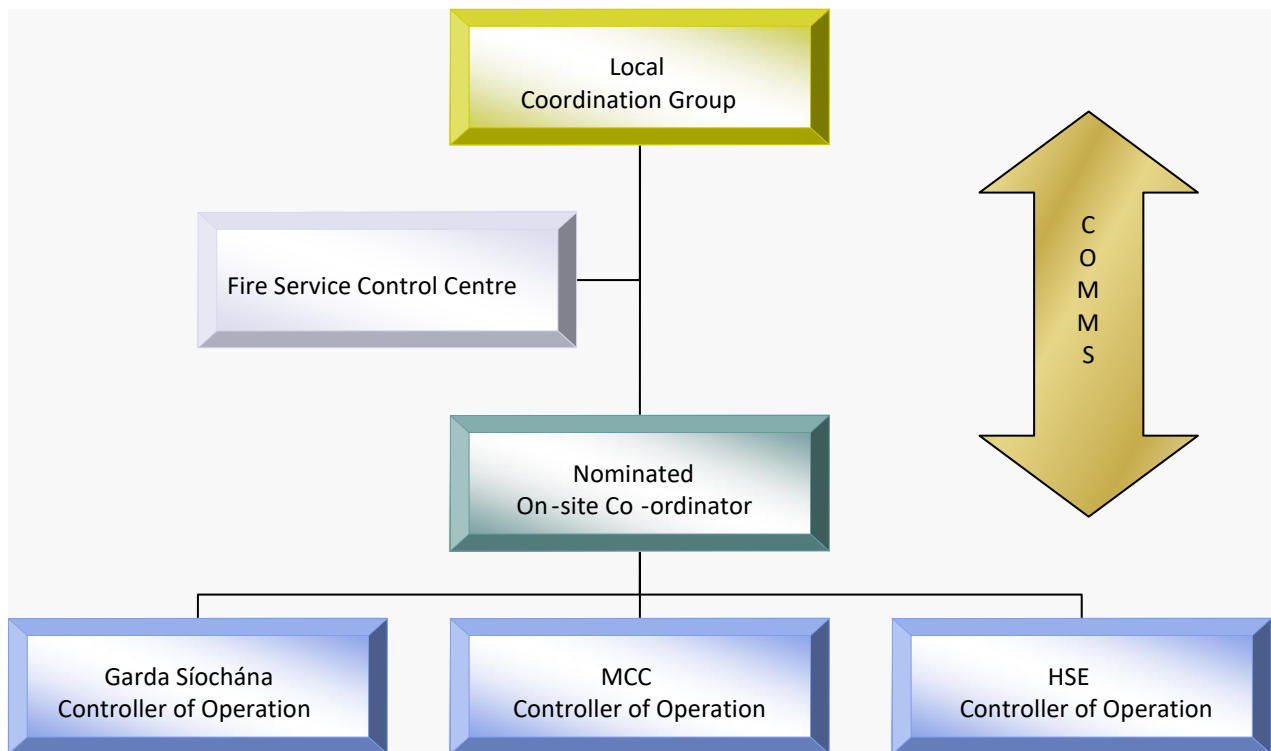 Local
Coordination Group
Fire Service Control Centre
C
O
M
M
S
Nominated
On-site Co -ordinator
Garda Síochána
Controller of Operation
MCC
Controller of Operation
HSE
Controller of Operation